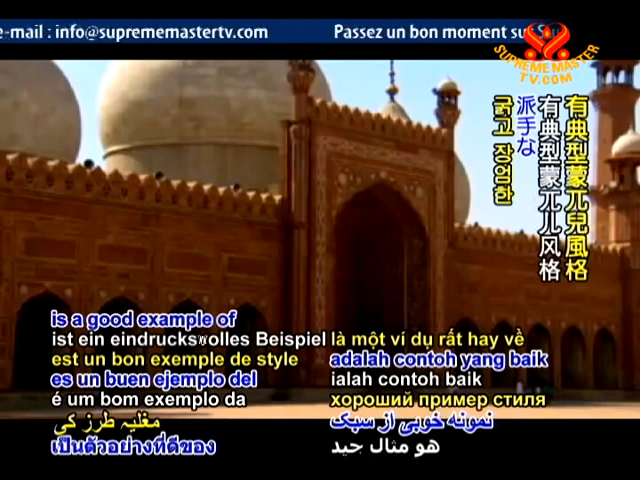 e-mail : info@suprememastertv.com
Passez un bon moment sur Sup
SUPREME MASTER
TV.COM
有典型蒙兀兒風格
有典型蒙兀儿风格
派手な
굵고 장엄한
is a good example of
ist ein eindrucksvolles Beispiel
est un bon exemple de style
es un buen ejemplo del
é um bom exemplo da
مغلیہ طرز کی
เป็นตัวอย่างที่ดีของ
là một ví dụ rất hay về
adalah contoh yang baik
ialah contoh baik
хороший пример стиля
نمونه خوبی از سبک
هو مثال جيد